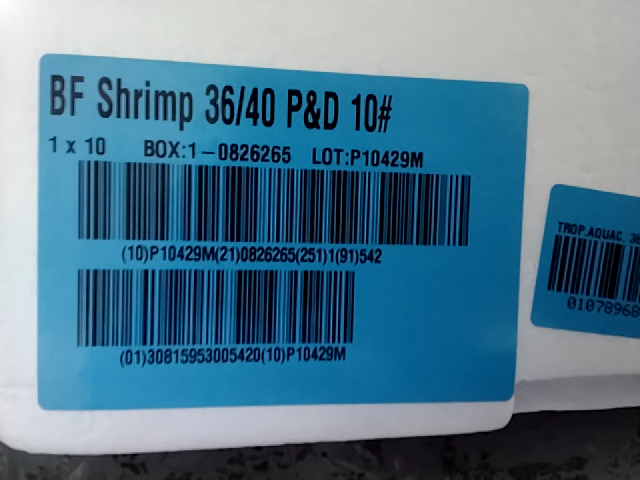 BF Shrimp 36/40 P&D 10#
1 x 10 BOX:1-0826265 LOT:P10429M
(10)P10429M(21)0826265(251)1(91)542
(01)30815953005420(10)P10429M
TROP.AQUAC. 36
01078968